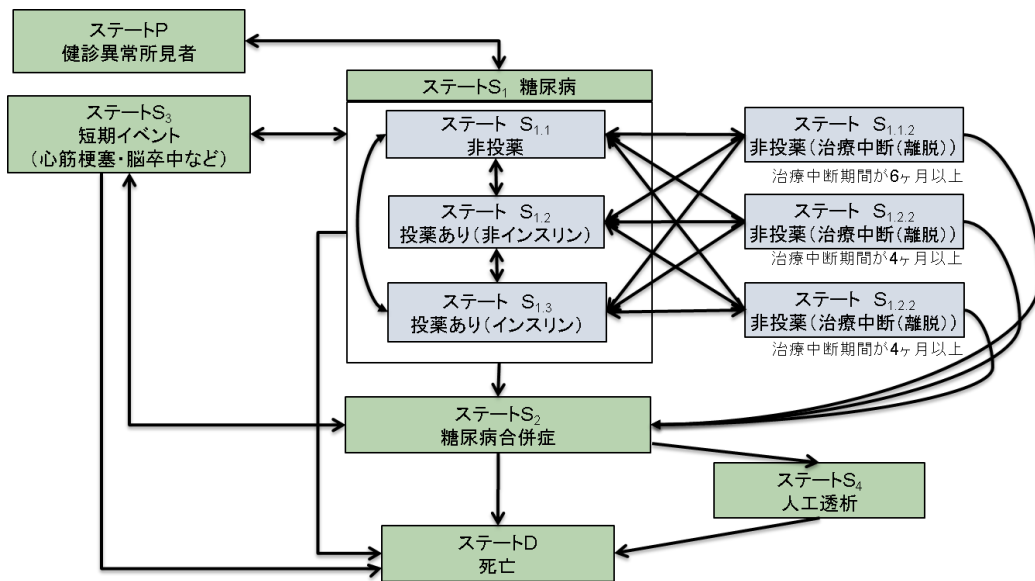 ステートP
健診異常所見者
ステートS₁ 糖尿病
ステートS₃
短期イベント
(心筋梗塞・脳卒中など)
ステート S₁.₁
非投薬
ステート S₁.₂
投薬あり(非インスリン)
ステート S₁.₃
投薬あり(インスリン)
ステート S₁.₁.₂
非投薬(治療中断(離脱))
治療中断期間が6ヶ月以上
ステート S₁.₂.₂
非投薬(治療中断(離脱))
治療中断期間が4ヶ月以上
ステート S₁.₂.₂
非投薬(治療中断(離脱))
治療中断期間が4ヶ月以上
ステートS₂
糖尿病合併症
ステートS₄
人工透析
ステートD
死亡